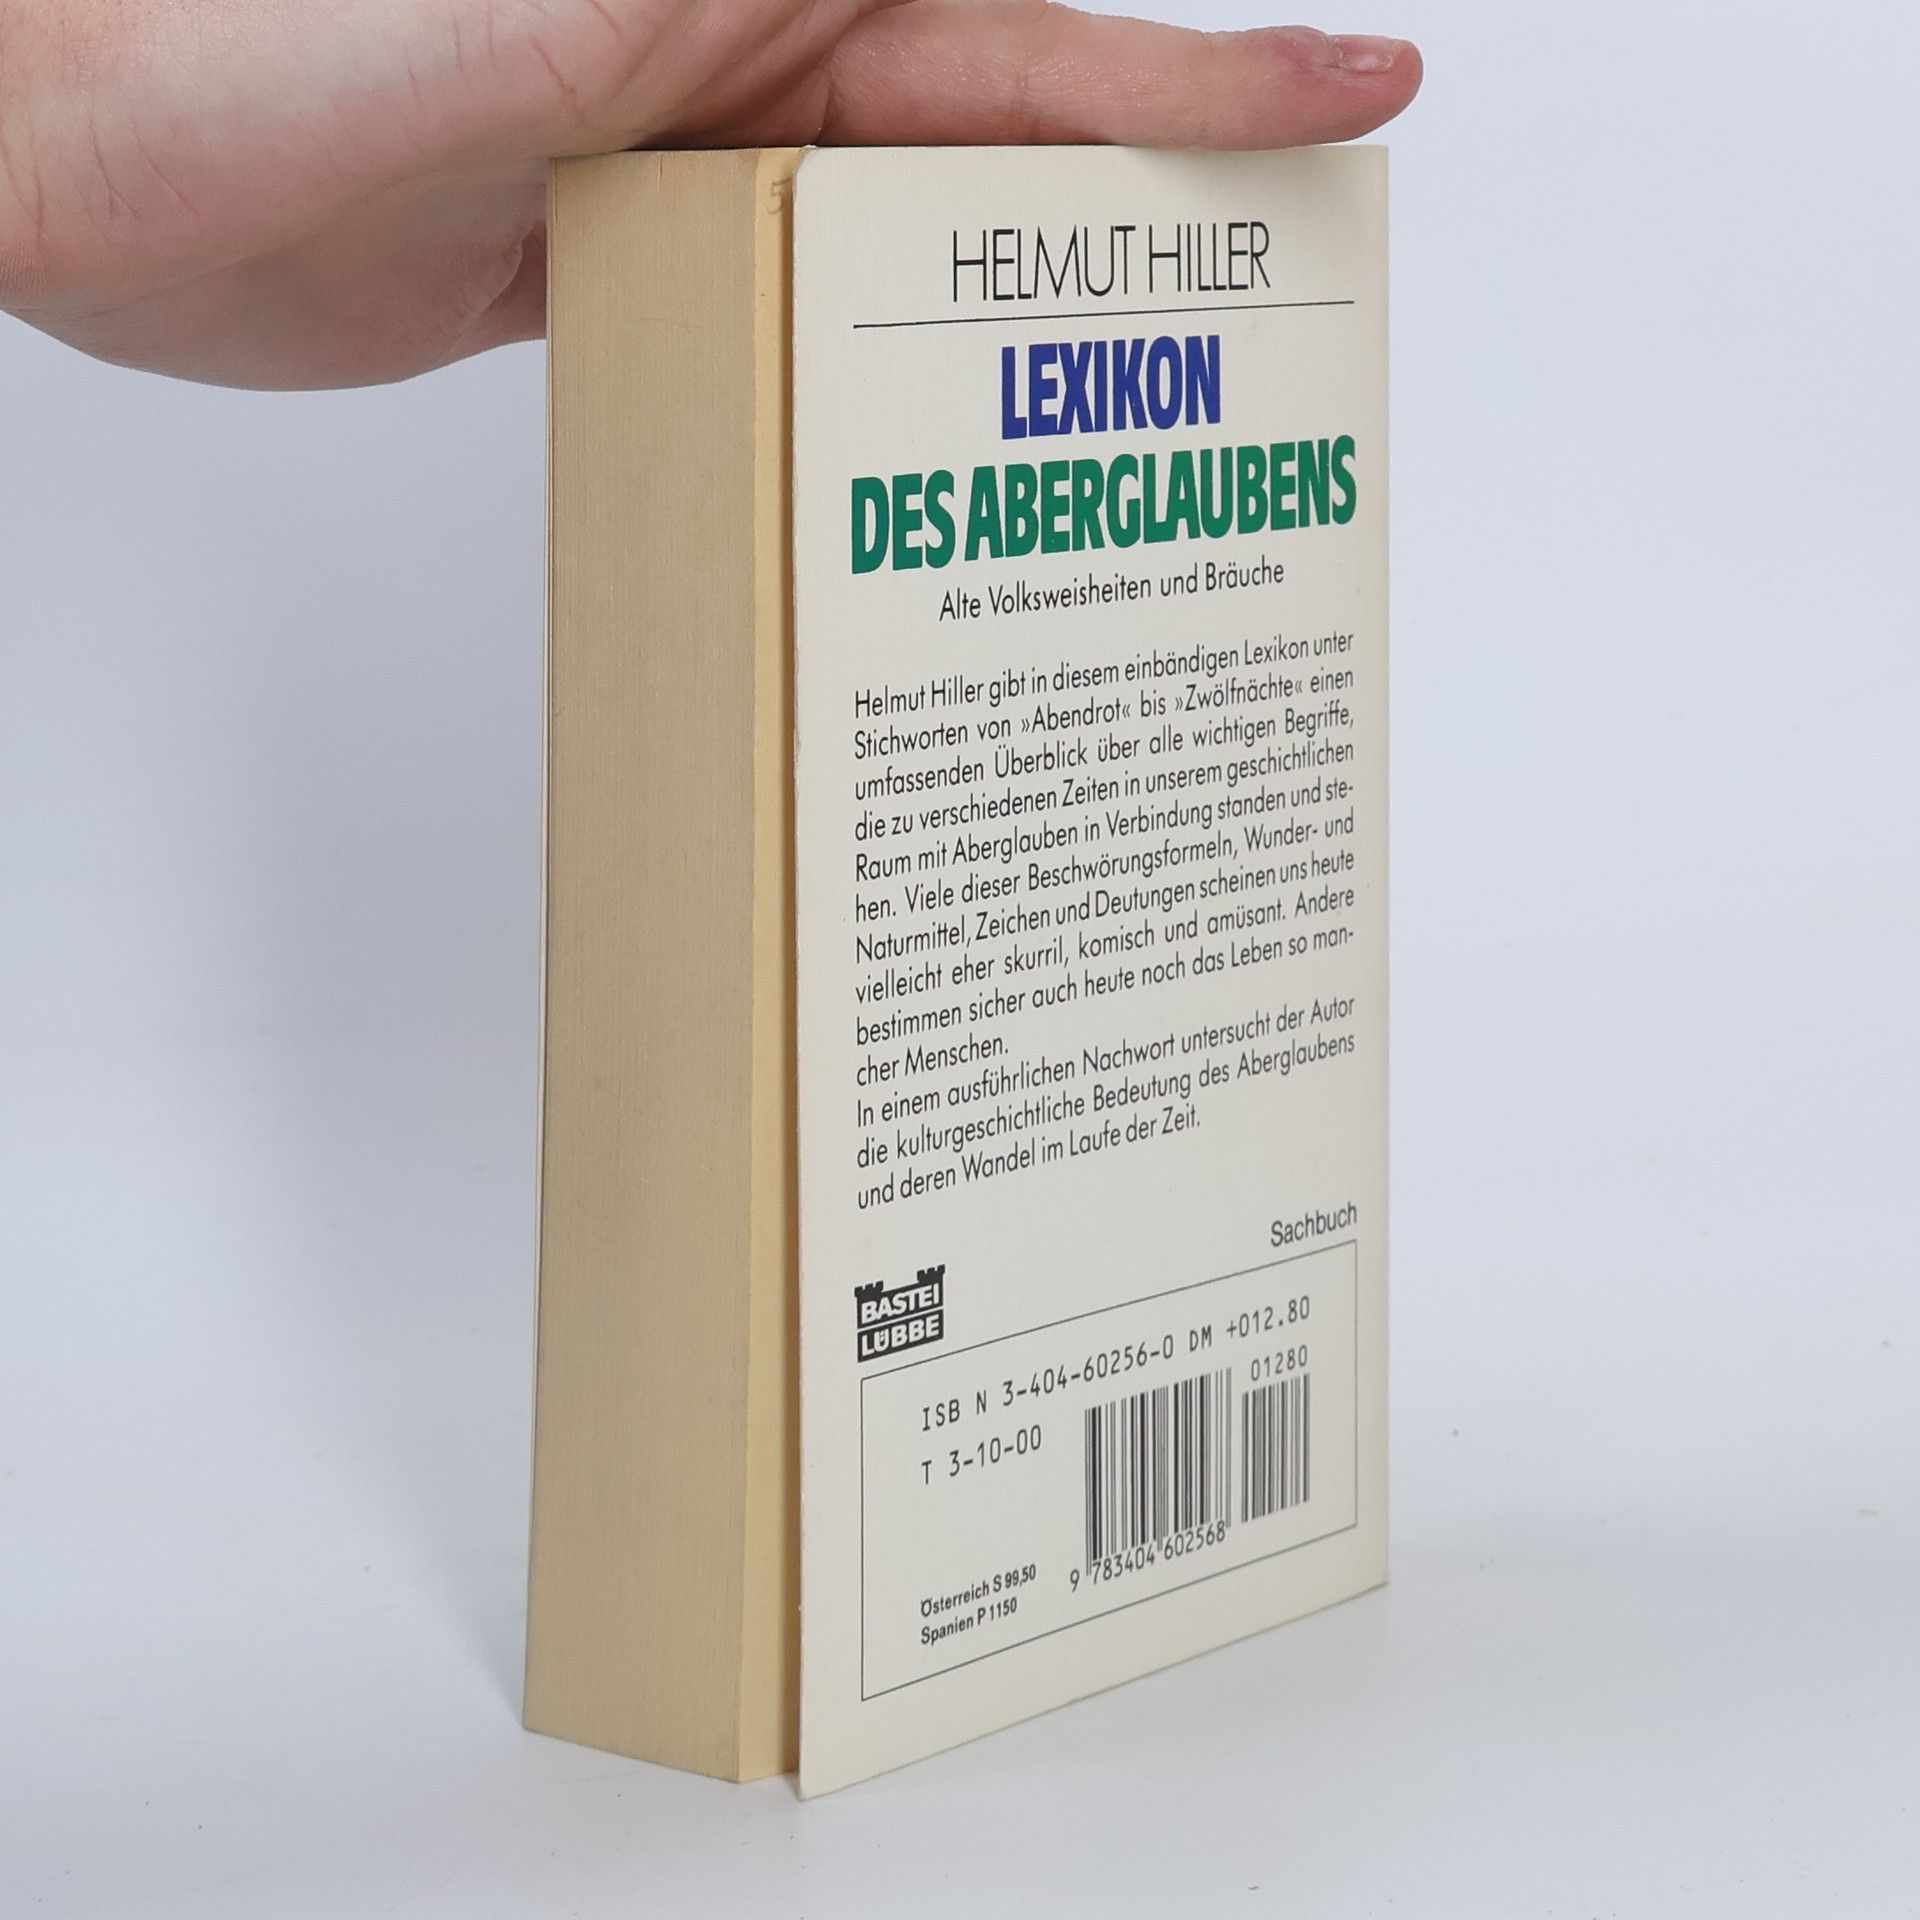 5
HELMUT HILLER
LEXIKON
DES ABERGLAUBENS
Alte Volksweisheiten und Bräuche
Helmut Hiller gibt in diesem einbändigen Lexikon unter
Stichworten von »Abendrot« bis »Zwölfnächte« einen
umfassenden Überblick über alle wichtigen Begriffe,
die zu verschiedenen Zeiten in unserem geschichtlichen
Raum mit Aberglauben in Verbindung standen und ste-
hen. Viele dieser Beschwörungsformeln, Wunder- und
Naturmittel, Zeichen und Deutungen scheinen uns heute
vielleicht eher skurril, komisch und amüsant. Andere
bestimmen sicher auch heute noch das Leben so man-
cher Menschen.
In einem ausführlichen Nachwort untersucht der Autor
die kulturgeschichtliche Bedeutung des Aberglaubens
und deren Wandel im Laufe der Zeit.
Sachbuch
BASTEI
LÜBBE
ISB N 3-404-60256-0 DM +012.80
T 3-10-00
01280
9 783404 602568
Österreich S 99,50
Spanien P 1150